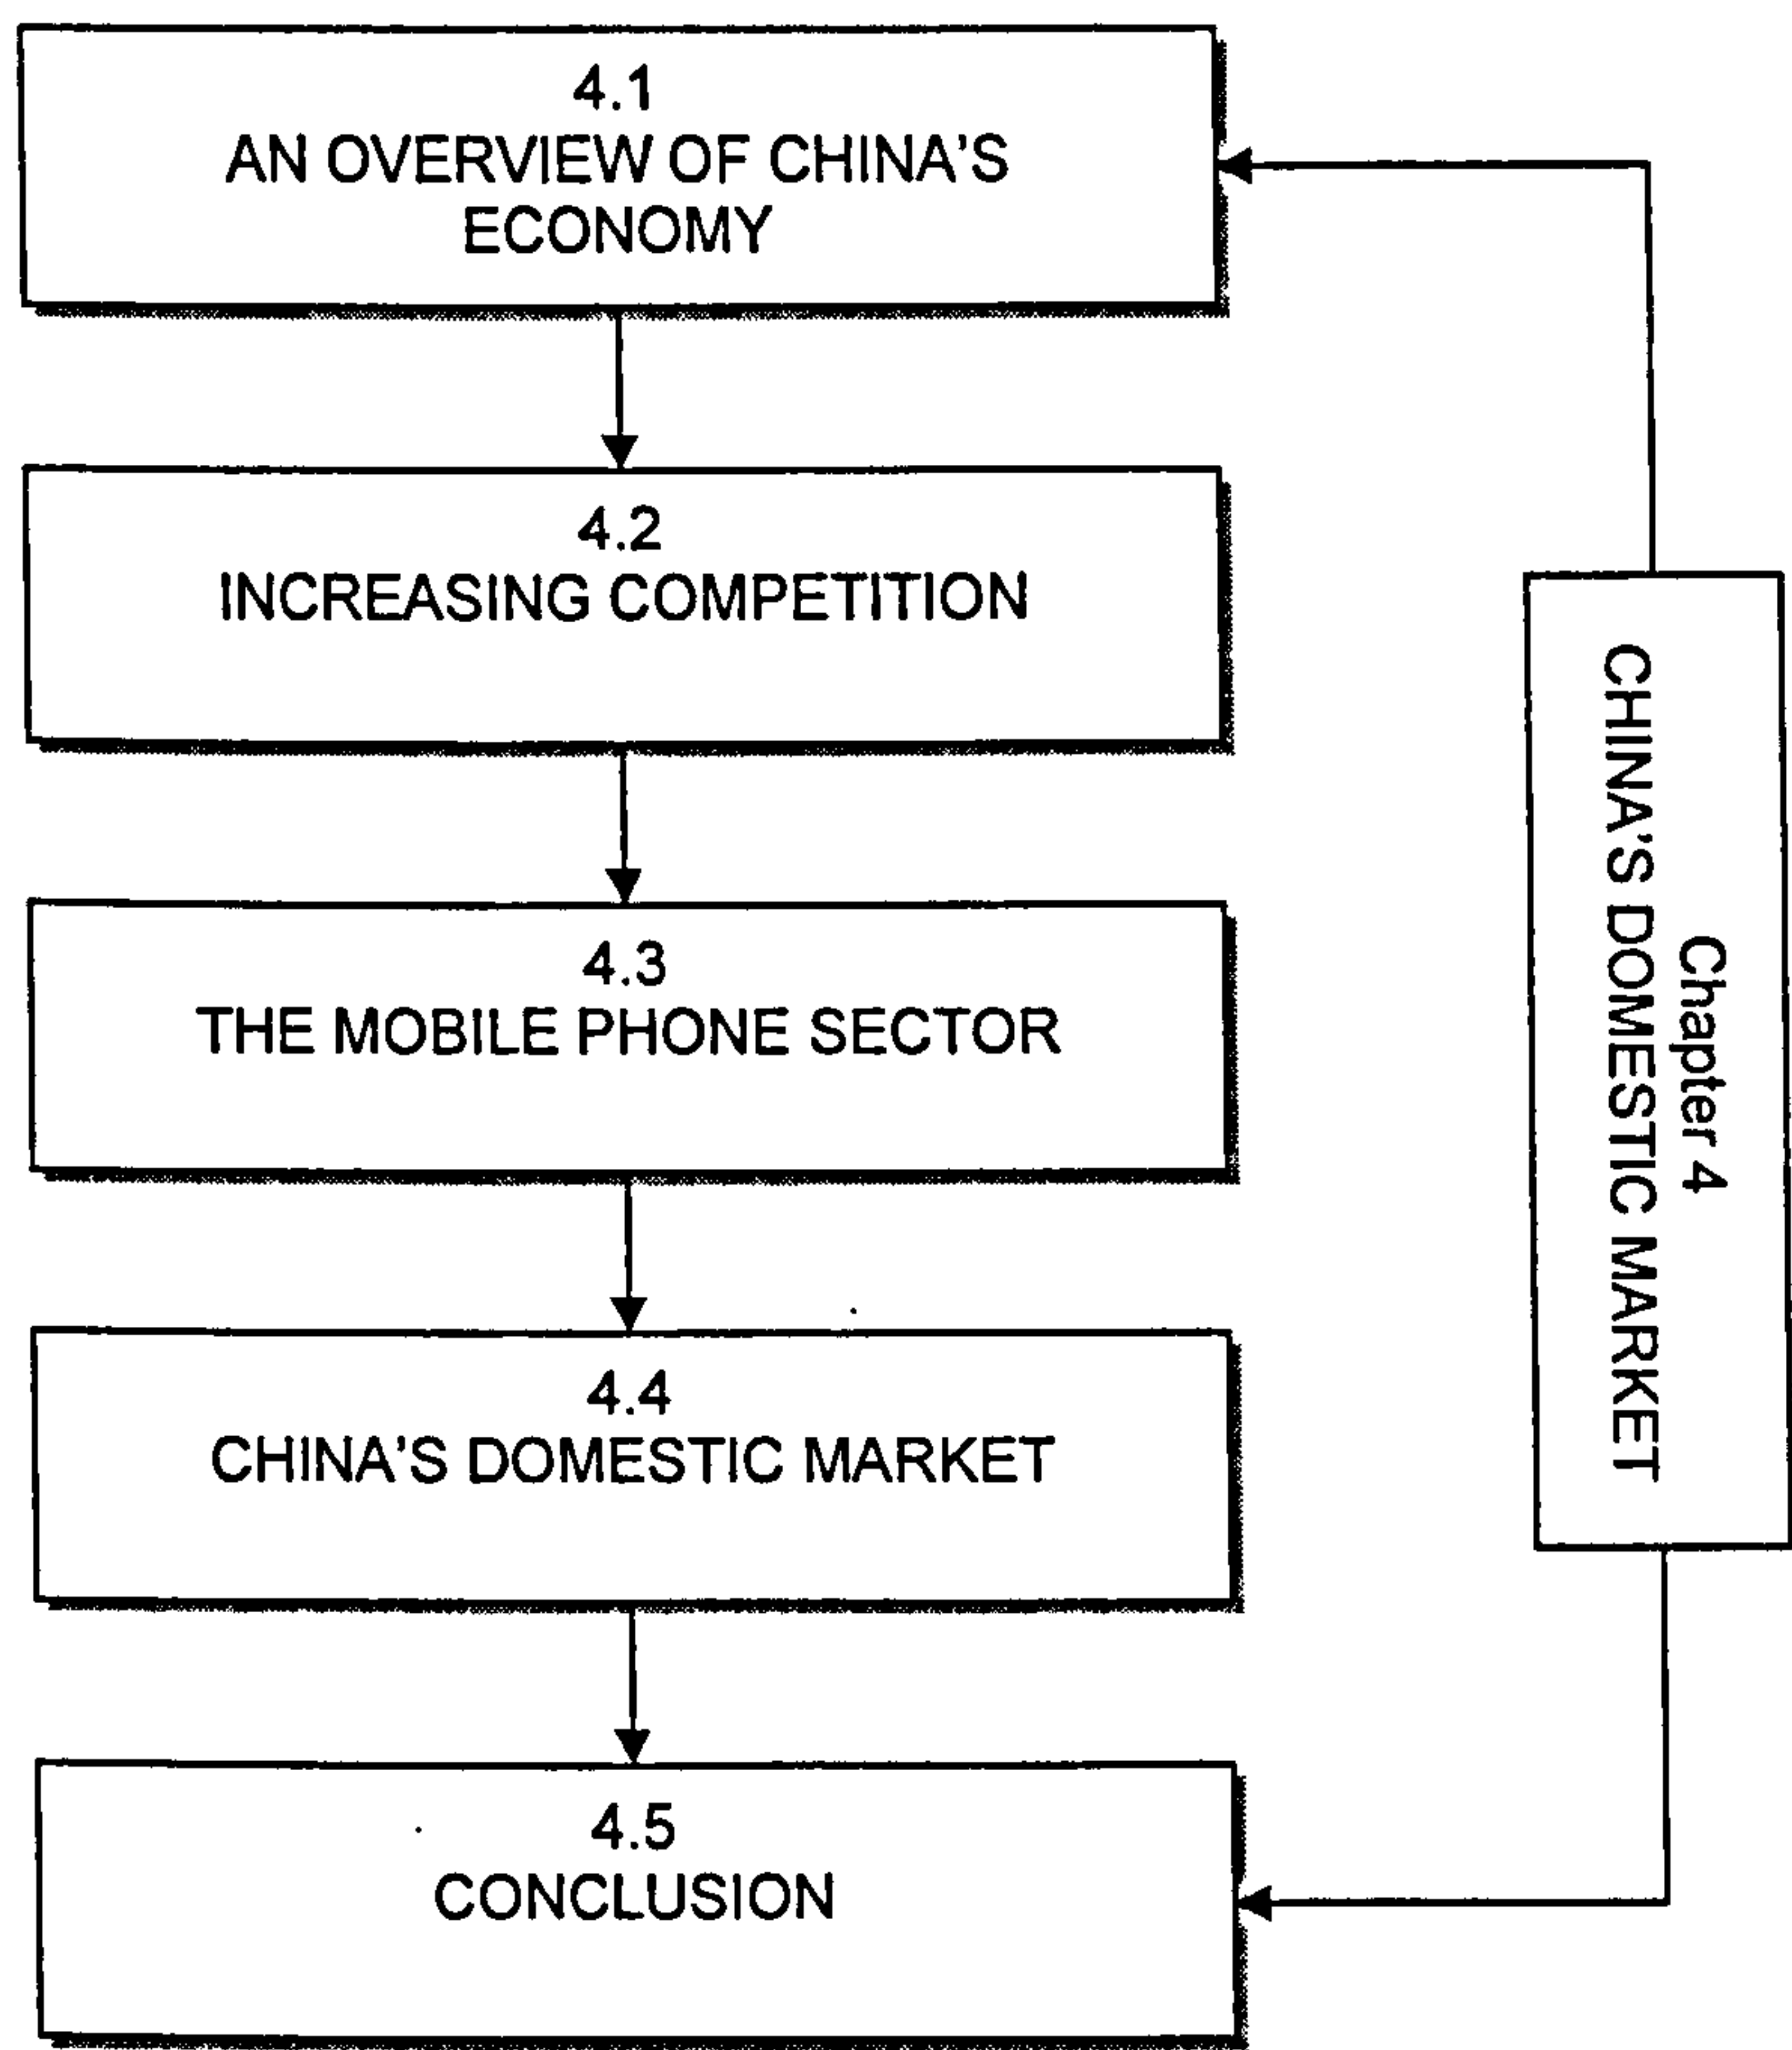 4.1
AN OVERVIEW OF CHINA'S
ECONOMY
4.2
INCREASING COMPETITION
4.3
THE MOBILE PHONE SECTOR
4.4
CHINA'S DOMESTIC MARKET
4.5
CONCLUSION
Chapter 4
CHINA'S DOMESTIC MARKET